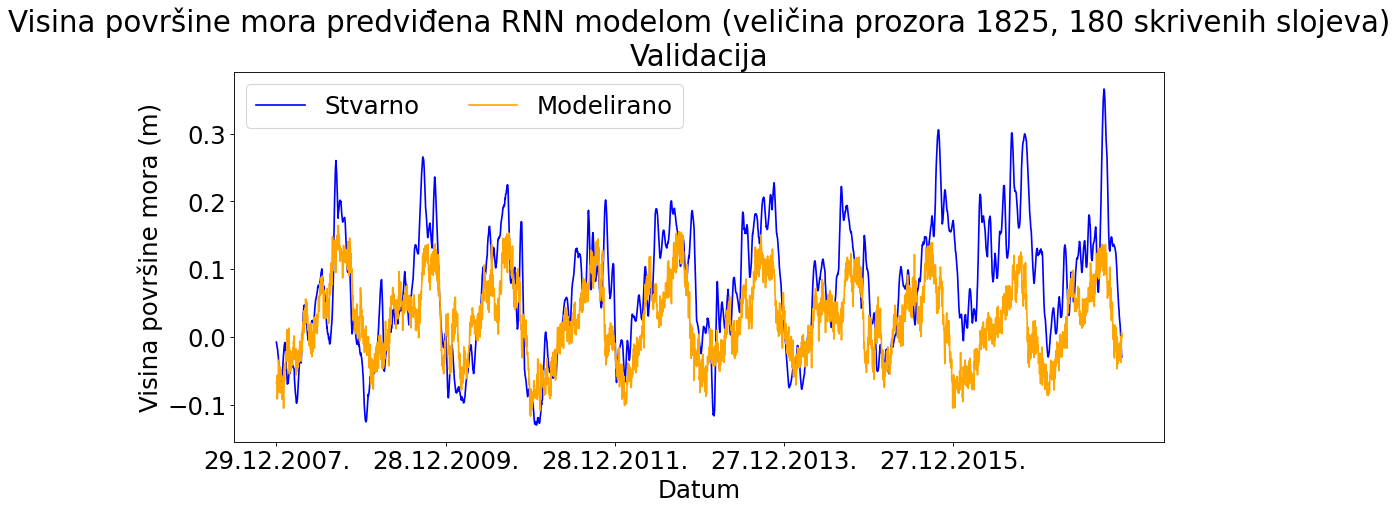 Visina površine mora predviđena RNN modelom (veličina prozora 1825, 180 skrivenih slojeva)
Validacija
Stvarno
Modelirano
Visina površine mora (m)
0.3
0.2
0.1
0.0
−0.1
29.12.2007.
28.12.2009.
28.12.2011.
27.12.2013.
27.12.2015.
Datum